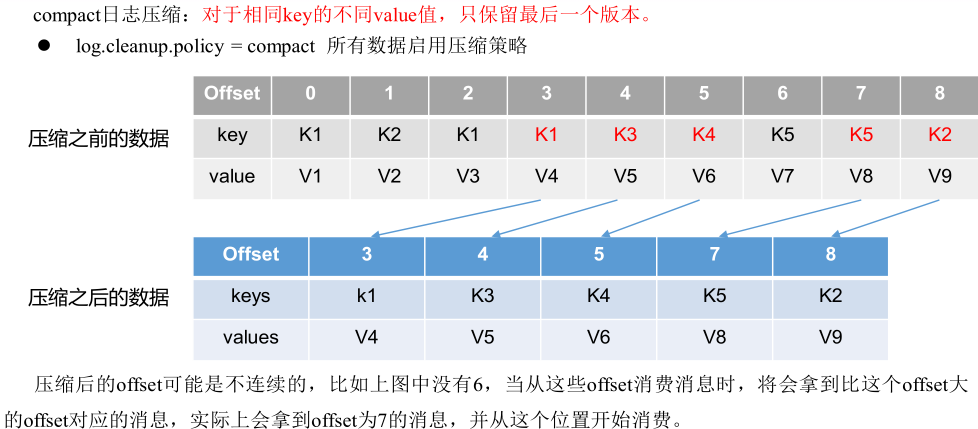 compact日志压缩：对于相同key的不同value值，只保留最后一个版本。
● log.cleanup.policy = compact 所有数据启用压缩策略
Offset 0 1 2 3 4 5 6 7 8
压缩之前的数据 key K1 K2 K1 K1 K3 K4 K5 K5 K2
value V1 V2 V3 V4 V5 V6 V7 V8 V9
Offset 3 4 5 7 8
压缩之后的数据 keys k1 K3 K4 K5 K2
values V4 V5 V6 V8 V9
压缩后的offset可能是不连续的，比如上图中没有6，当从这些offset消费消息时，将会拿到比这个offset大
的offset对应的消息，实际上会拿到offset为7的消息，并从这个位置开始消费。